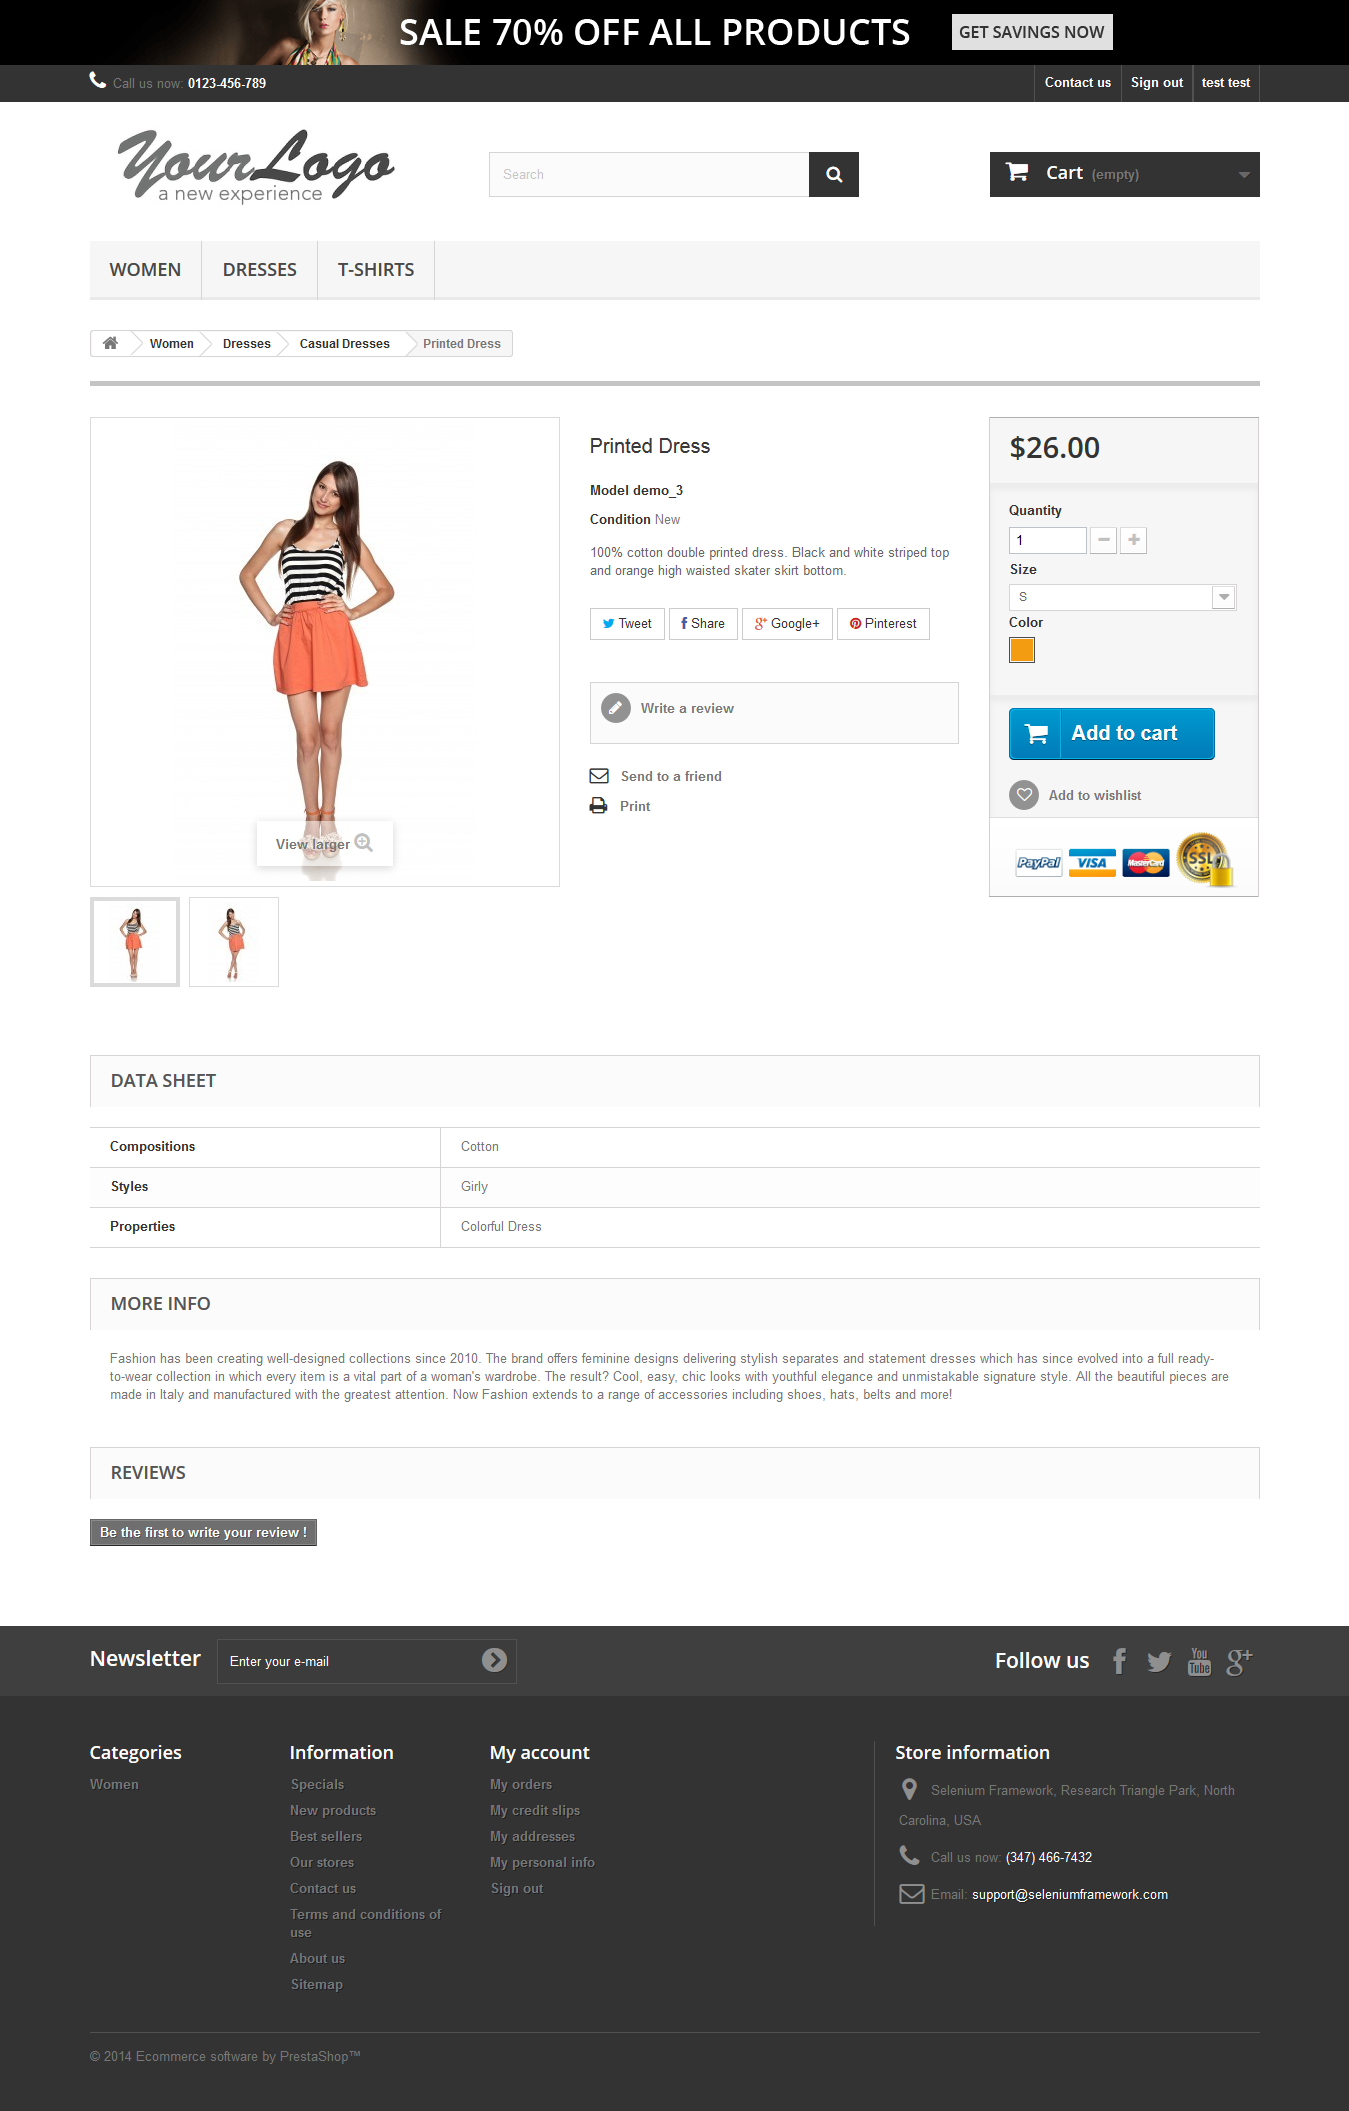 SALE 70% OFF ALL PRODUCTS GET SAVINGS NOW
Call us now: 0123-456-789 Contact us Sign out test test
YourLogo
a new experience
Search
Cart (empty)
WOMEN DRESSES T-SHIRTS
Women Dresses Casual Dresses Printed Dress
View larger
Printed Dress
Model demo_3
Condition New
100% cotton double printed dress. Black and white striped top
and orange high waisted skater skirt bottom.
Tweet Share Google+ Pinterest
Write a review
Send to a friend
Print
$26.00
Quantity
1
Size
S
Color
Add to cart
Add to wishlist
PayPal VISA MasterCard SSL
DATA SHEET
Compositions Cotton
Styles Girly
Properties Colorful Dress
MORE INFO
Fashion has been creating well-designed collections since 2010. The brand offers feminine designs delivering stylish separates and statement dresses which has since evolved into a full ready-
to-wear collection in which every item is a vital part of a woman's wardrobe. The result? Cool, easy, chic looks with youthful elegance and unmistakable signature style. All the beautiful pieces are
made in Italy and manufactured with the greatest attention. Now Fashion extends to a range of accessories including shoes, hats, belts and more!
REVIEWS
Be the first to write your review !
Newsletter Enter your e-mail
Follow us You Tube g+
Categories
Women
Information
Specials
New products
Best sellers
Our stores
Contact us
Terms and conditions of
use
About us
Sitemap
My account
My orders
My credit slips
My addresses
My personal info
Sign out
Store information
Selenium Framework, Research Triangle Park, North
Carolina, USA
Call us now: (347) 466-7432
Email: support@seleniumframework.com
© 2014 Ecommerce software by PrestaShop™